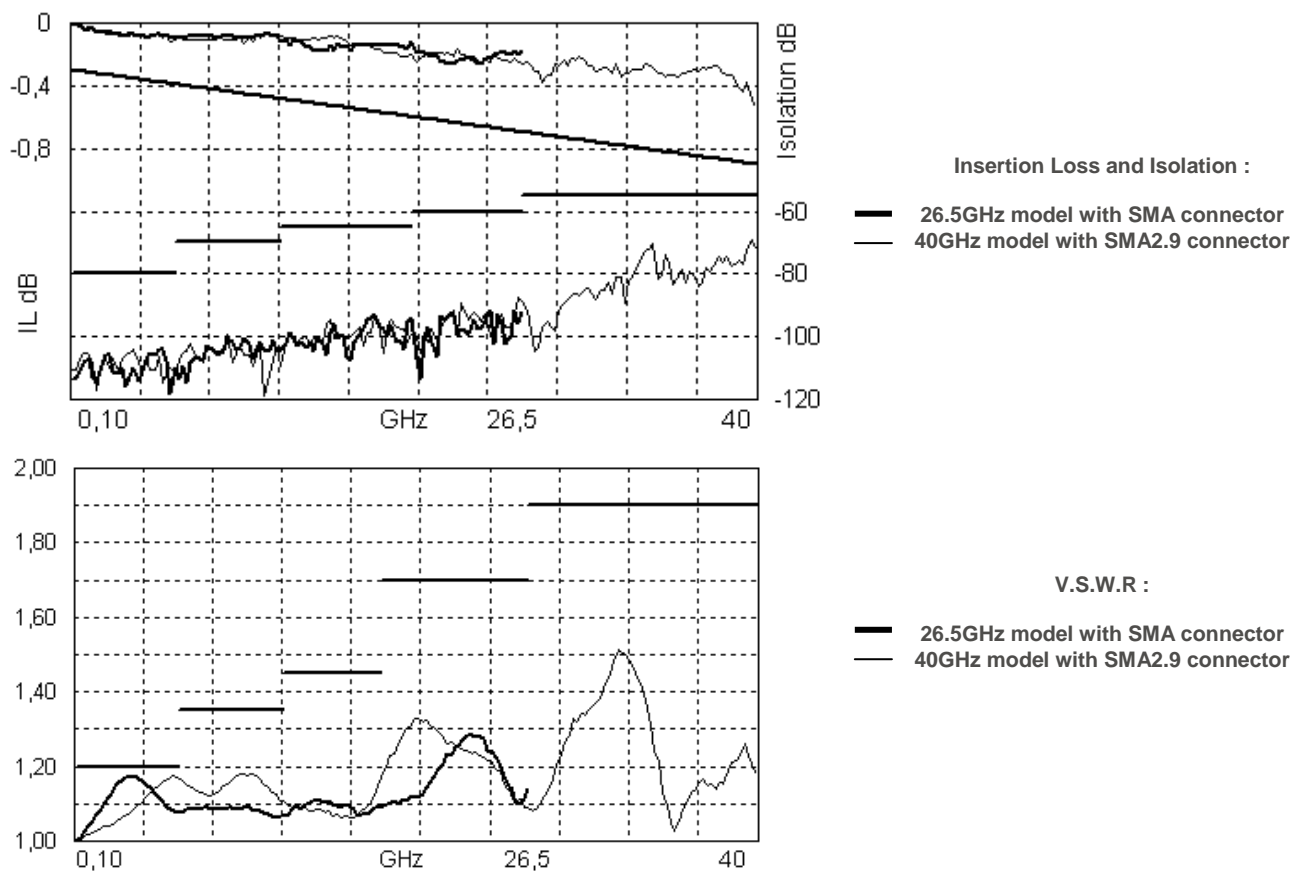 0
-0,4
-0,8
IL dB
Isolation dB
-60
-80
-100
-120
0,10 GHz 26,5 40
Insertion Loss and Isolation :
26.5GHz model with SMA connector
40GHz model with SMA2.9 connector
2,00
1,80
1,60
1,40
1,20
1,00
0,10 GHz 26,5 40
V.S.W.R :
26.5GHz model with SMA connector
40GHz model with SMA2.9 connector